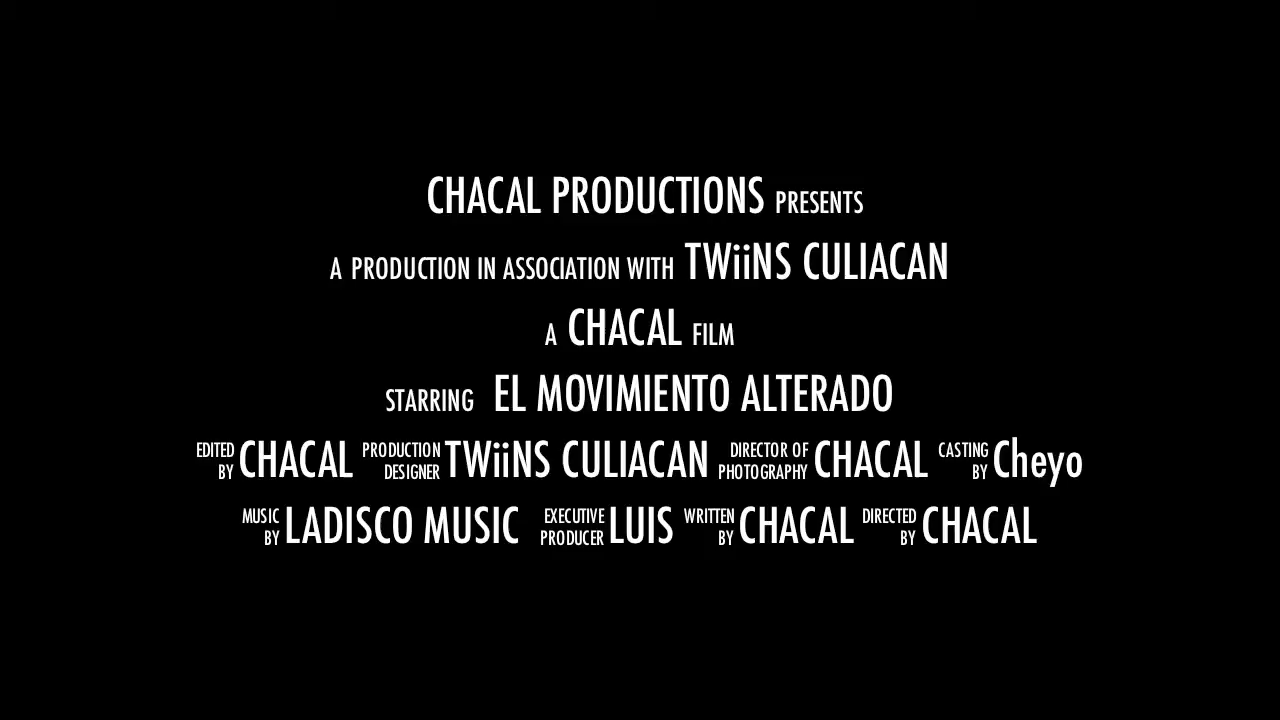 CHACAL PRODUCTIONS PRESENTS
A PRODUCTION IN ASSOCIATION WITH TWiiNS CULIACAN
A CHACAL FILM
STARRING EL MOVIMIENTO ALTERADO
EDITED BY CHACAL PRODUCTION DESIGNER TWiiNS CULIACAN DIRECTOR OF PHOTOGRAPHY CHACAL CASTING BY Cheyo
MUSIC BY LADISCO MUSIC EXECUTIVE PRODUCER LUIS WRITTEN BY CHACAL DIRECTED BY CHACAL